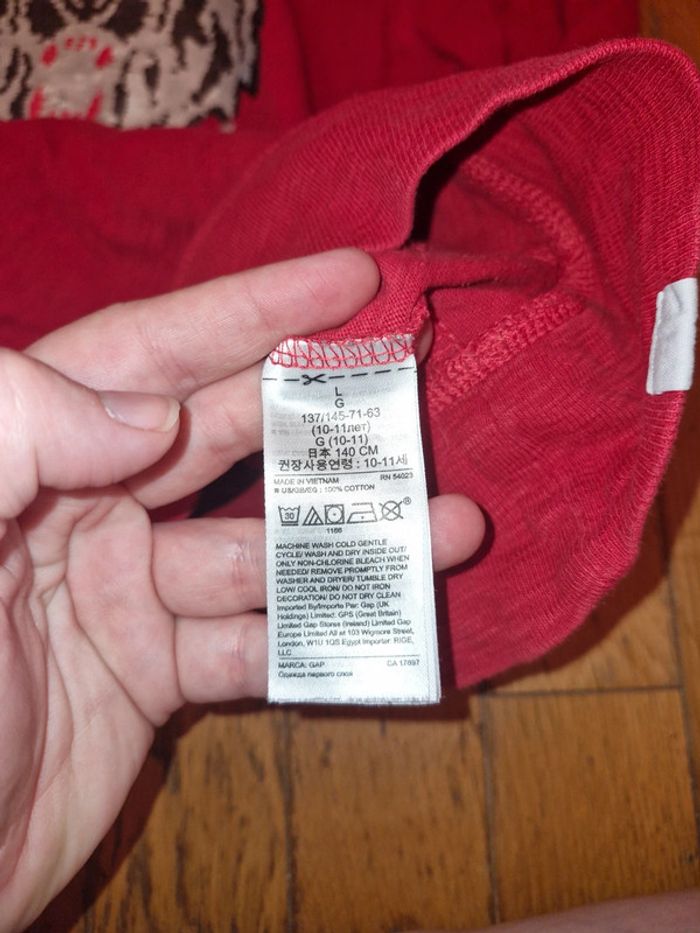 L
G
137/145-71-63
(10-11лет)
G (10-11)
日本 140 CM
권장사용연령 : 10-11세
MADE IN VIETNAM RN 54023
US/GB/EG : 100% COTTON
30
1166
MACHINE WASH COLD GENTLE
CYCLE/ WASH AND DRY INSIDE OUT/
ONLY NON-CHLORINE BLEACH WHEN
NEEDED/ REMOVE PROMPTLY FROM
WASHER AND DRYER/ TUMBLE DRY
LOW/ COOL IRON/ DO NOT IRON
DECORATION/ DO NOT DRY CLEAN
Imported By/Importe Par: Gap (UK
Holdings) Limited. GPS (Great Britain)
Limited Gap Stores (Ireland) Limited Gap
Europe Limited All at 103 Wigmore Street,
London, W1U 1QS Egypt Importer: RIGE,
LLC
MARCA: GAP CA 17897
Одежда первого слоя